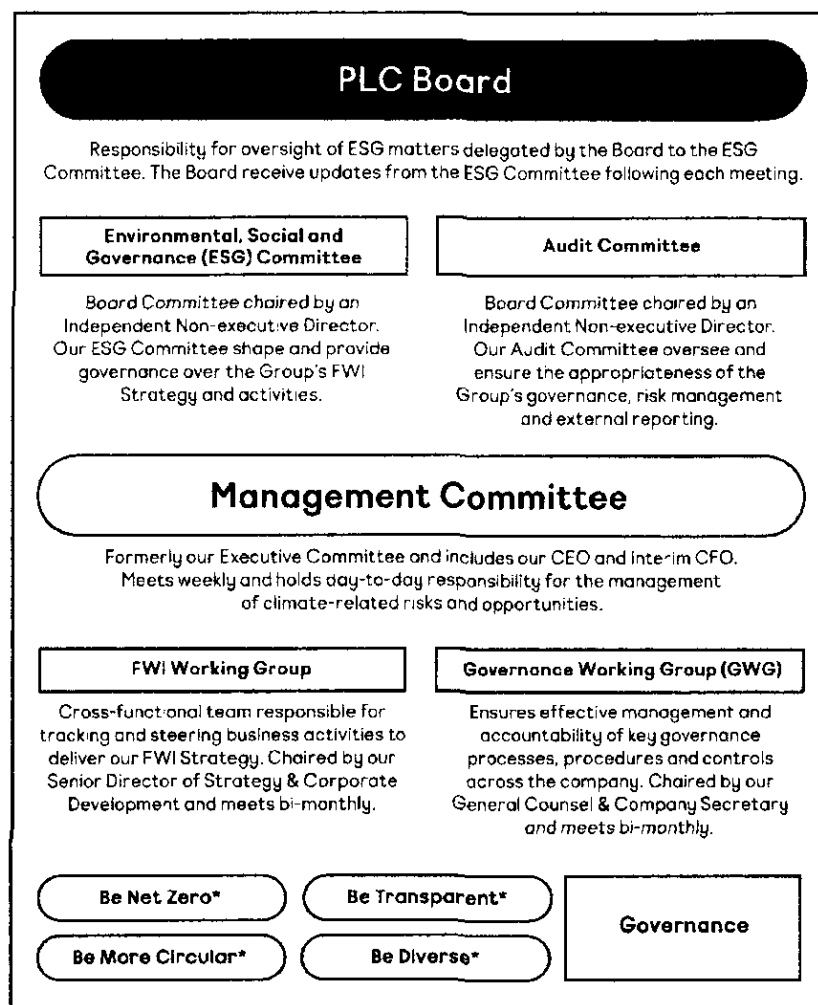 PLC Board
Responsibility for oversight of ESG matters delegated by the Board to the ESG
Committee. The Board receive updates from the ESG Committee following each meeting.
Environmental, Social and
Governance (ESG) Committee
Board Committee chaired by an
Independent Non-executive Director.
Our ESG Committee shape and provide
governance over the Group's FWI
Strategy and activities.
Audit Committee
Board Committee chaired by an
Independent Non-executive Director.
Our Audit Committee oversee and
ensure the appropriateness of the
Group's governance, risk management
and external reporting.
Management Committee
Formerly our Executive Committee and includes our CEO and Interim CFO.
Meets weekly and holds day-to-day responsibility for the management
of climate-related risks and opportunities.
FWI Working Group
Cross-functional team responsible for
tracking and steering business activities to
deliver our FWI Strategy. Chaired by our
Senior Director of Strategy & Corporate
Development and meets bi-monthly.
Governance Working Group (GWG)
Ensures effective management and
accountability of key governance
processes, procedures and controls
across the company. Chaired by our
General Counsel & Company Secretary
and meets bi-monthly.
Be Net Zero*
Be Transparent*
Be More Circular*
Be Diverse*
Governance